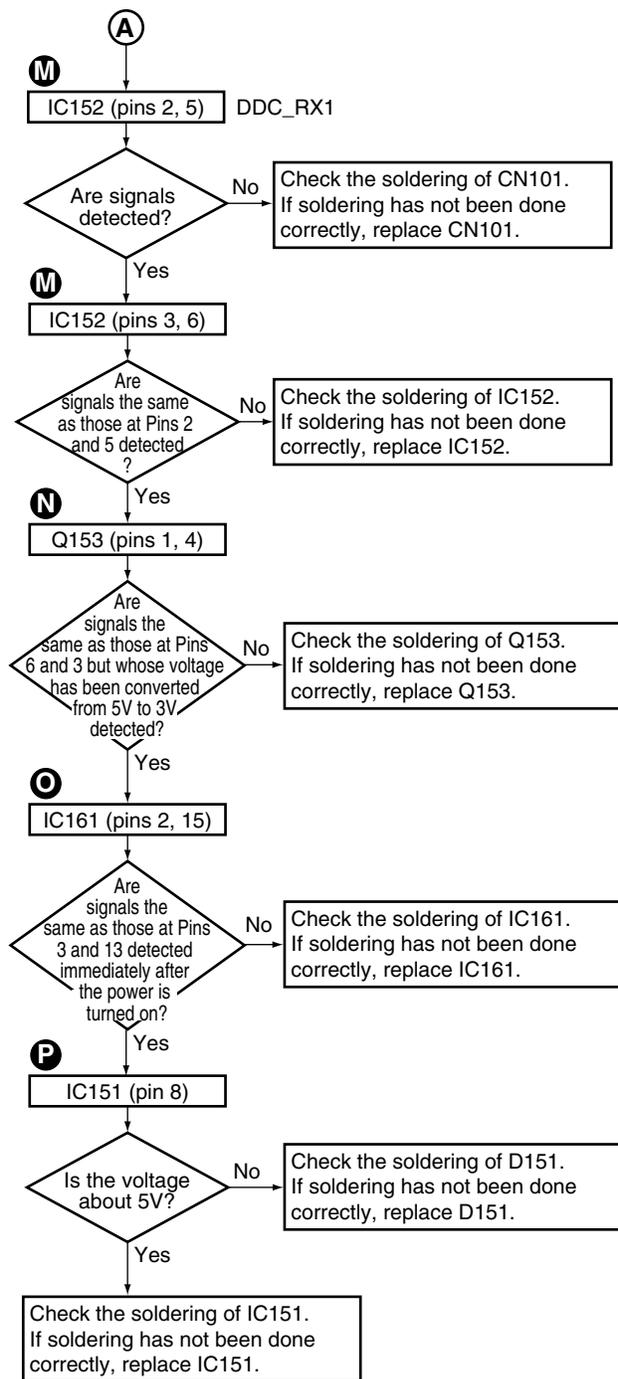 A
M
IC152 (pins 2, 5) DDC_RX1
Are signals
detected?
No
Check the soldering of CN101.
If soldering has not been done
correctly, replace CN101.
Yes
M
IC152 (pins 3, 6)
Are
signals the same
as those at Pins 2
and 5 detected
?
No
Check the soldering of IC152.
If soldering has not been done
correctly, replace IC152.
Yes
N
Q153 (pins 1, 4)
Are
signals the
same as those at Pins
6 and 3 but whose voltage
has been converted
from 5V to 3V
detected?
No
Check the soldering of Q153.
If soldering has not been done
correctly, replace Q153.
Yes
O
IC161 (pins 2, 15)
Are
signals the
same as those at Pins
3 and 13 detected
immediately after
the power is
turned on?
No
Check the soldering of IC161.
If soldering has not been done
correctly, replace IC161.
Yes
P
IC151 (pin 8)
Is the voltage
about 5V?
No
Check the soldering of D151.
If soldering has not been done
correctly, replace D151.
Yes
Check the soldering of IC151.
If soldering has not been done
correctly, replace IC151.